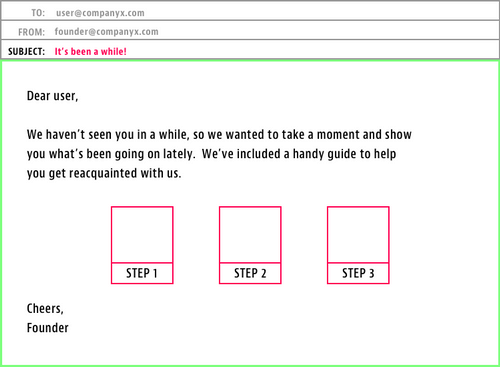 TO: user@companyx.com
FROM: founder@companyx.com
SUBJECT: It's been a while!
Dear user,
We haven't seen you in a while, so we wanted to take a moment and show
you what's been going on lately.  We've included a handy guide to help
you get reacquainted with us.
STEP 1 STEP 2 STEP 3
Cheers,
Founder